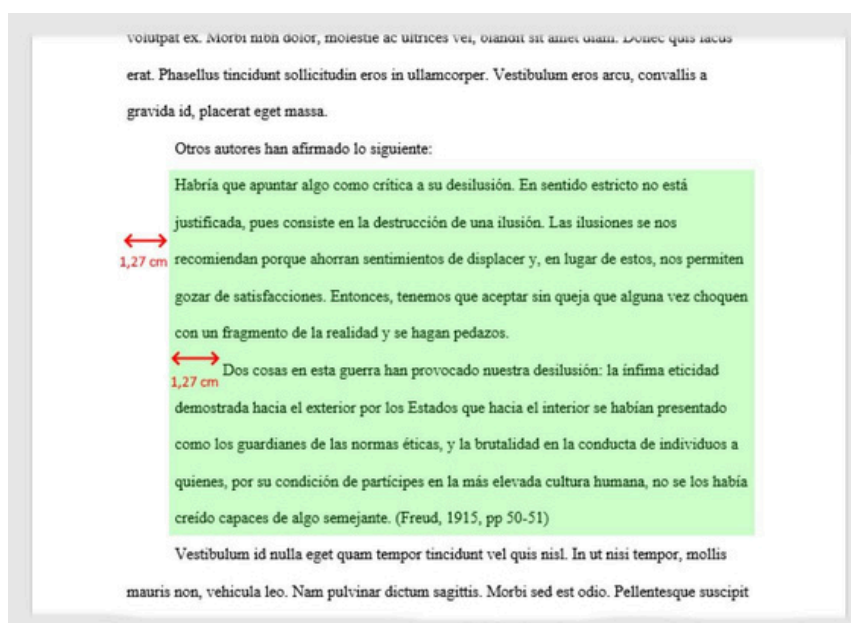 volutpat ex. Morbi nibh dolor, molestie ac ultrices vel, blandit sit amet diam. Donec quis lacus
erat. Phasellus tincidunt sollicitudin eros in ullamcorper. Vestibulum eros arcu, convallis a
gravida id, placerat eget massa.
Otros autores han afirmado lo siguiente:
Habría que apuntar algo como crítica a su desilusión. En sentido estricto no está
justificada, pues consiste en la destrucción de una ilusión. Las ilusiones se nos
1,27 cm recomiendan porque ahorran sentimientos de displacer y, en lugar de estos, nos permiten
gozar de satisfacciones. Entonces, tenemos que aceptar sin queja que alguna vez choquen
con un fragmento de la realidad y se hagan pedazos.
1,27 cm Dos cosas en esta guerra han provocado nuestra desilusión: la ínfima eticidad
demostrada hacia el exterior por los Estados que hacia el interior se habían presentado
como los guardianes de las normas éticas, y la brutalidad en la conducta de individuos a
quienes, por su condición de partícipes en la más elevada cultura humana, no se los había
creído capaces de algo semejante. (Freud, 1915, pp 50-51)
Vestibulum id nulla eget quam tempor tincidunt vel quis nisl. In ut nisi tempor, mollis
mauris non, vehicula leo. Nam pulvinar dictum sagittis. Morbi sed est odio. Pellentesque suscipit